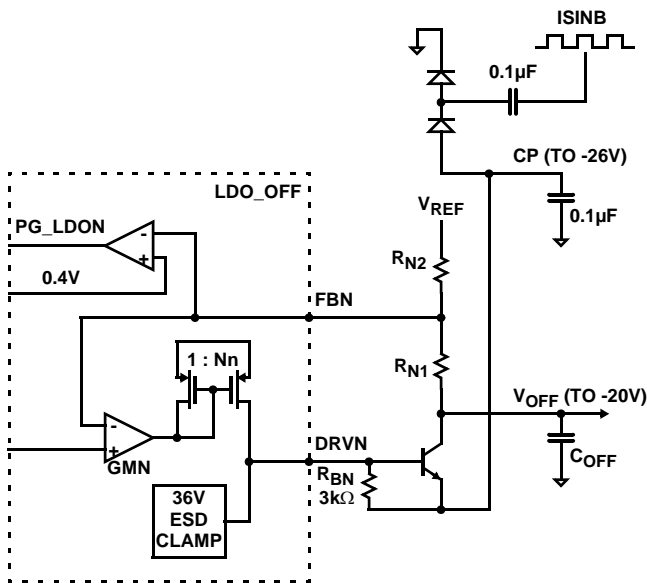 ISINB
0.1µF
CP (TO -26V)
LDO_OFF
VREF
0.1µF
PG_LDON
-
+
RN2
0.4V
FBN
1 : Nn
RN1
VOFF (TO -20V)
-
+
GMN
DRVN
COFF
RBN
3kΩ
36V
ESD
CLAMP